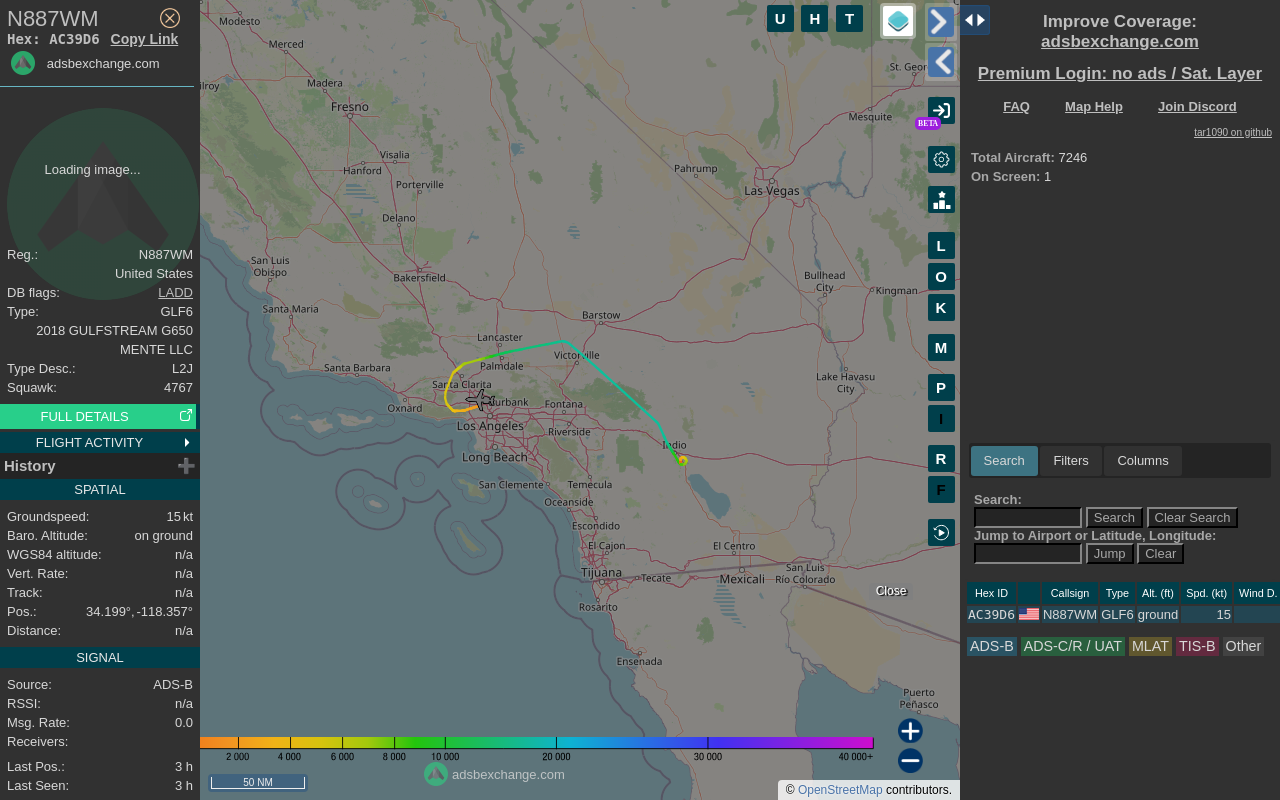 N887WM
Hex: AC39D6 Copy Link
adsbexchange.com
Loading image...
Reg.: N887WM
United States
DB flags: LADD
Type: GLF6
2018 GULFSTREAM G650
MENTE LLC
Type Desc.: L2J
Squawk: 4767
FULL DETAILS
FLIGHT ACTIVITY
History
SPATIAL
Groundspeed: 15 kt
Baro. Altitude: on ground
WGS84 altitude: n/a
Vert. Rate: n/a
Track: n/a
Pos.: 34.199°, -118.357°
Distance: n/a
SIGNAL
Source: ADS-B
RSSI: n/a
Msg. Rate: 0.0
Receivers:
Last Pos.: 3 h
Last Seen: 3 h
Modesto
Merced
Madera
Fresno
Visalia
Hanford
Porterville
Delano
San Luis
Obispo
Bakersfield
Santa Maria
Barstow
Lancaster
Victorville
Palmdale
Santa Barbara
Santa Clarita
Oxnard
Fontana
Los Angeles
Riverside
Indio
Long Beach
San Clemente
Temecula
Oceanside
Escondido
El Cajon
El Centro
Tijuana
Tecate
Mexicali
San Luis
Río Colorado
Rosarito
Ensenada
Puerto
Peñasco
Mesquite
Pahrump
Las Vegas
Bullhead
City
Kingman
Lake Havasu
City
U H T
BETA
L
O
K
M
P
I
R
F
Close
2 000 4 000 6 000 8 000 10 000 20 000 30 000 40 000+
50 NM
adsbexchange.com
© OpenStreetMap contributors.
Improve Coverage:
adsbexchange.com
Premium Login: no ads / Sat. Layer
FAQ Map Help Join Discord
tar1090 on github
Total Aircraft: 7246
On Screen: 1
Search Filters Columns
Search:
Search Clear Search
Jump to Airport or Latitude, Longitude:
Jump Clear
Hex ID Callsign Type Alt. (ft) Spd. (kt) Wind D.
AC39D6 N887WM GLF6 ground 15
ADS-B ADS-C/R / UAT MLAT TIS-B Other